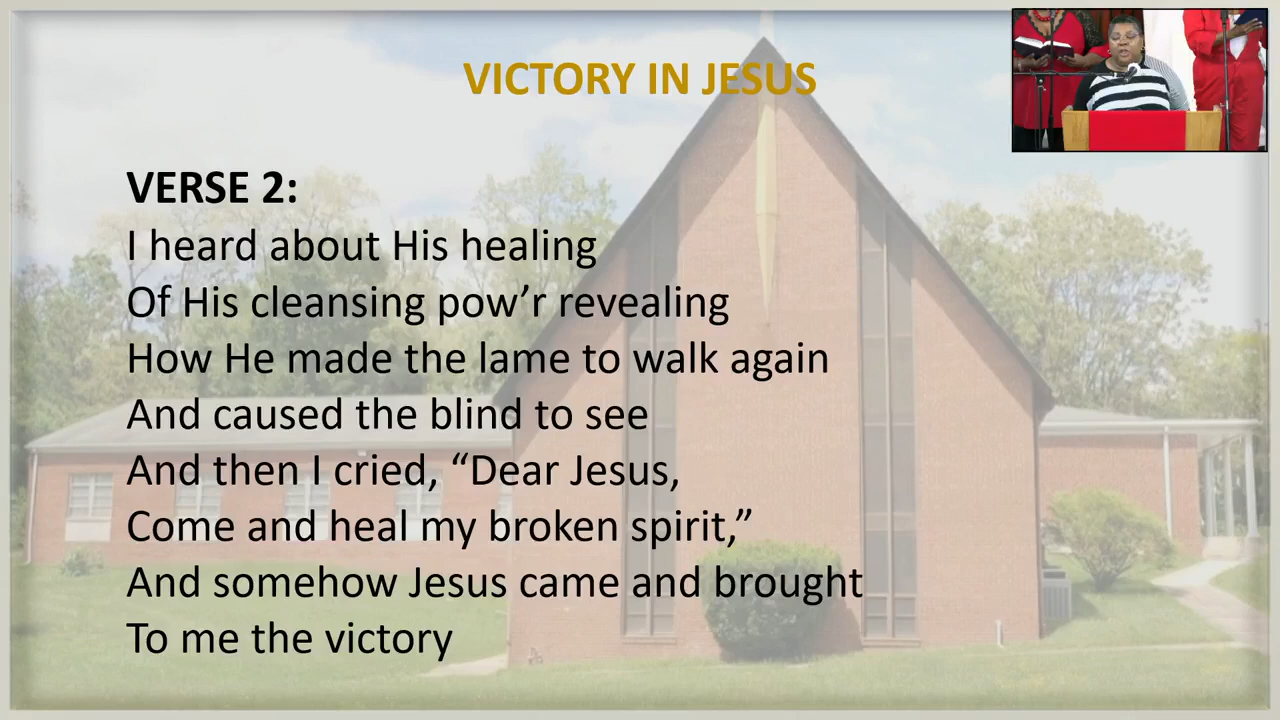 VICTORY IN JESUS
VERSE 2:
I heard about His healing
Of His cleansing pow’r revealing
How He made the lame to walk again
And caused the blind to see
And then I cried, “Dear Jesus,
Come and heal my broken spirit,”
And somehow Jesus came and brought
To me the victory